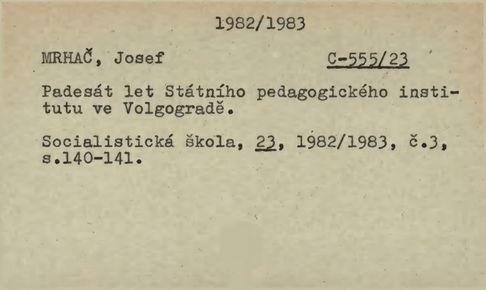 1982/1983
MRHAČ, Josef C-555/23
Padesát let Státního pedagogického insti-
tutu ve Volgogradě.
Socialistická škola, 23, 1982/1983, č.3,
s.140-141.